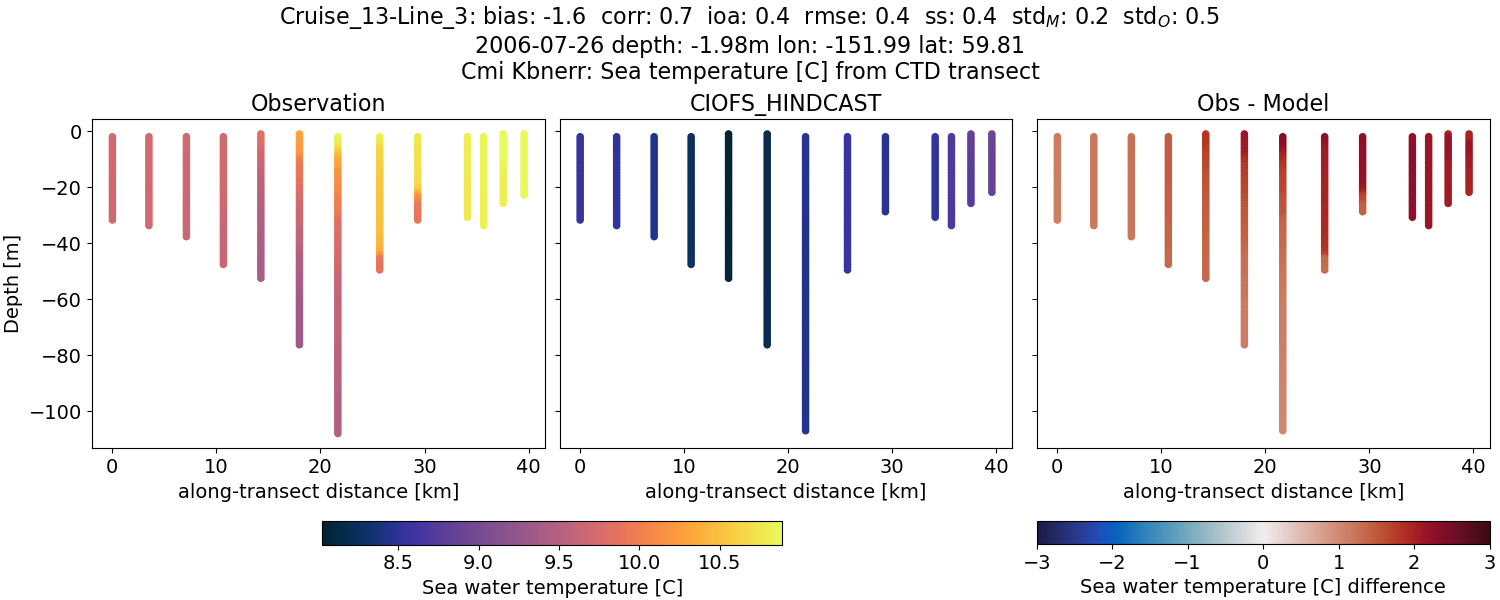 Cruise_13-Line_3: bias: -1.6 corr: 0.7 ioa: 0.4 rmse: 0.4 ss: 0.4 std_M: 0.2 std_O: 0.5
2006-07-26 depth: -1.98m lon: -151.99 lat: 59.81
Cmi Kbnerr: Sea temperature [C] from CTD transect
Observation
CIOFS_HINDCAST
Obs - Model
Depth [m]
0
−20
−40
−60
−80
−100
0 10 20 30 40
0 10 20 30 40
0 10 20 30 40
along-transect distance [km]
along-transect distance [km]
along-transect distance [km]
8.5 9.0 9.5 10.0 10.5
Sea water temperature [C]
−3 −2 −1 0 1 2 3
Sea water temperature [C] difference